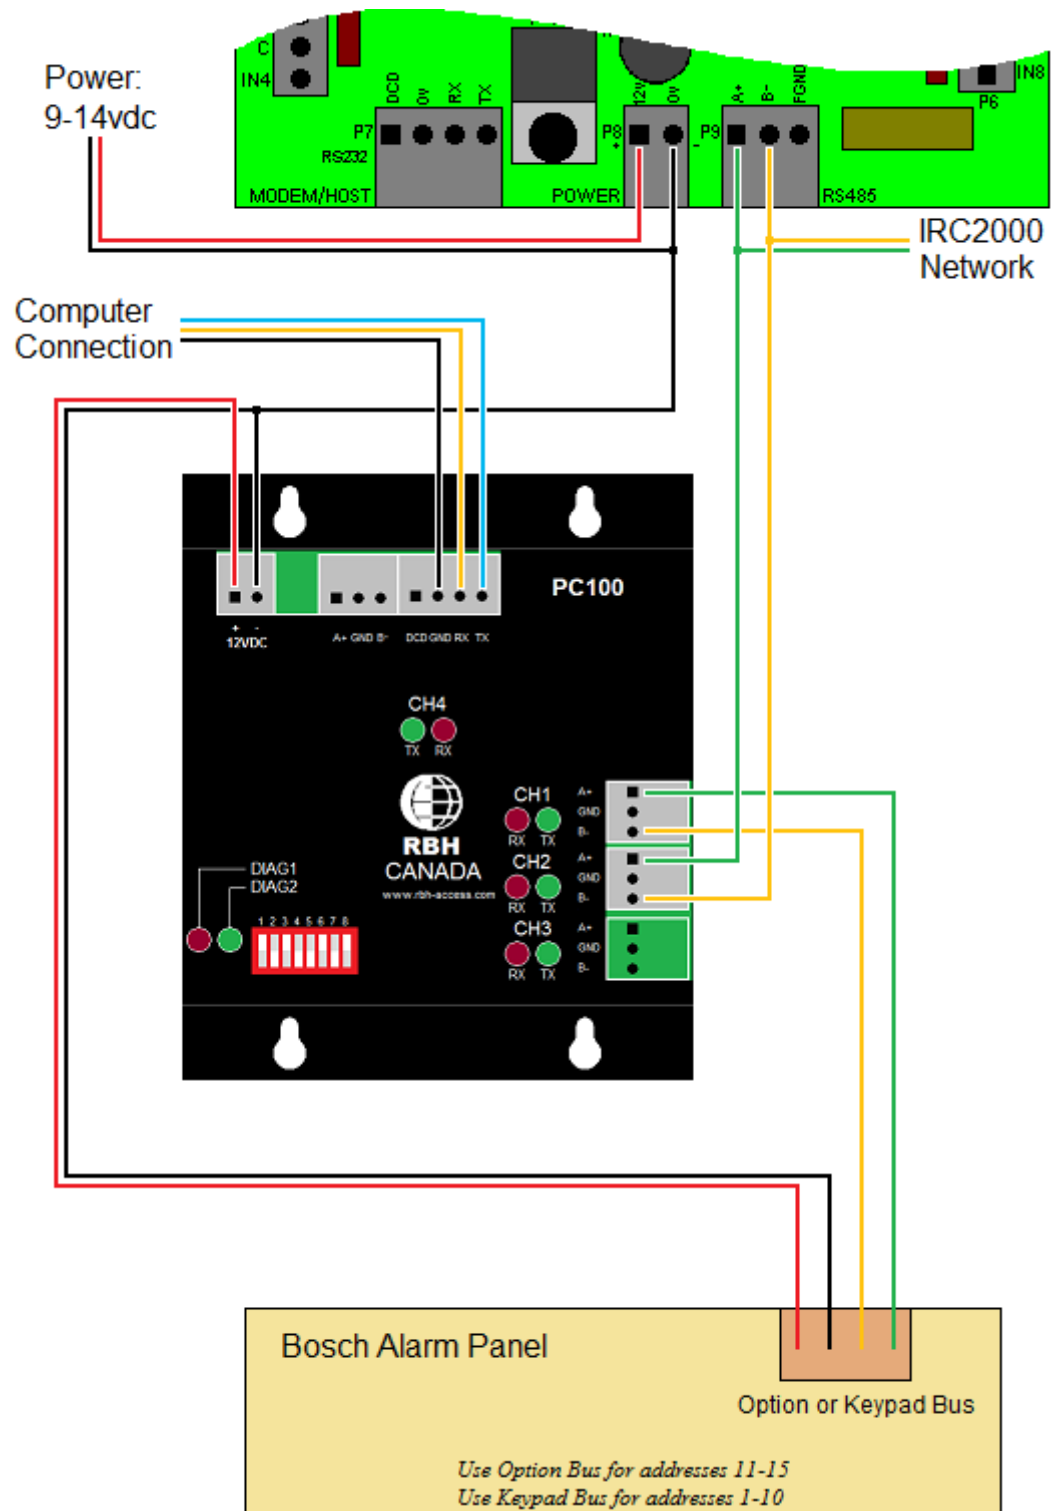 Power:
9-14vdc
C
IN4
P7
RS232
MODEM/HOST
DCD
0v
RX
TX
P8
+
POWER
12v
0v
-
P9
A+
B-
FGND
RS485
IN8
P6
IRC2000
Network
Computer
Connection
PC100
+ -
12VDC
A+ GND B-
DCD GND RX TX
CH4
TX RX
RBH
CANADA
www.rbh-access.com
CH1
RX TX
A+
GND
B-
CH2
RX TX
A+
GND
B-
CH3
RX TX
A+
GND
B-
DIAG1
DIAG2
1 2 3 4 5 6 7 8
Bosch Alarm Panel
Option or Keypad Bus
Use Option Bus for addresses 11-15
Use Keypad Bus for addresses 1-10